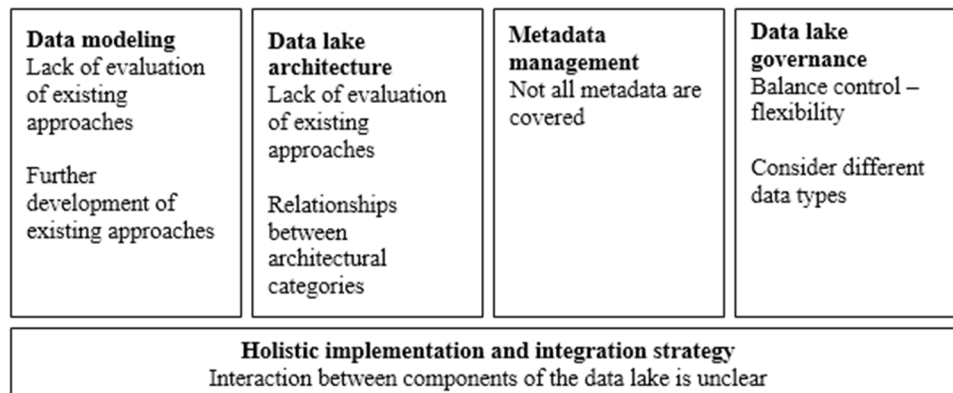 Data modeling
Lack of evaluation
of existing
approaches
Further
development of
existing approaches
Data lake
architecture
Lack of evaluation
of existing
approaches
Relationships
between
architectural
categories
Metadata
management
Not all metadata are
covered
Data lake
governance
Balance control –
flexibility
Consider different
data types
Holistic implementation and integration strategy
Interaction between components of the data lake is unclear